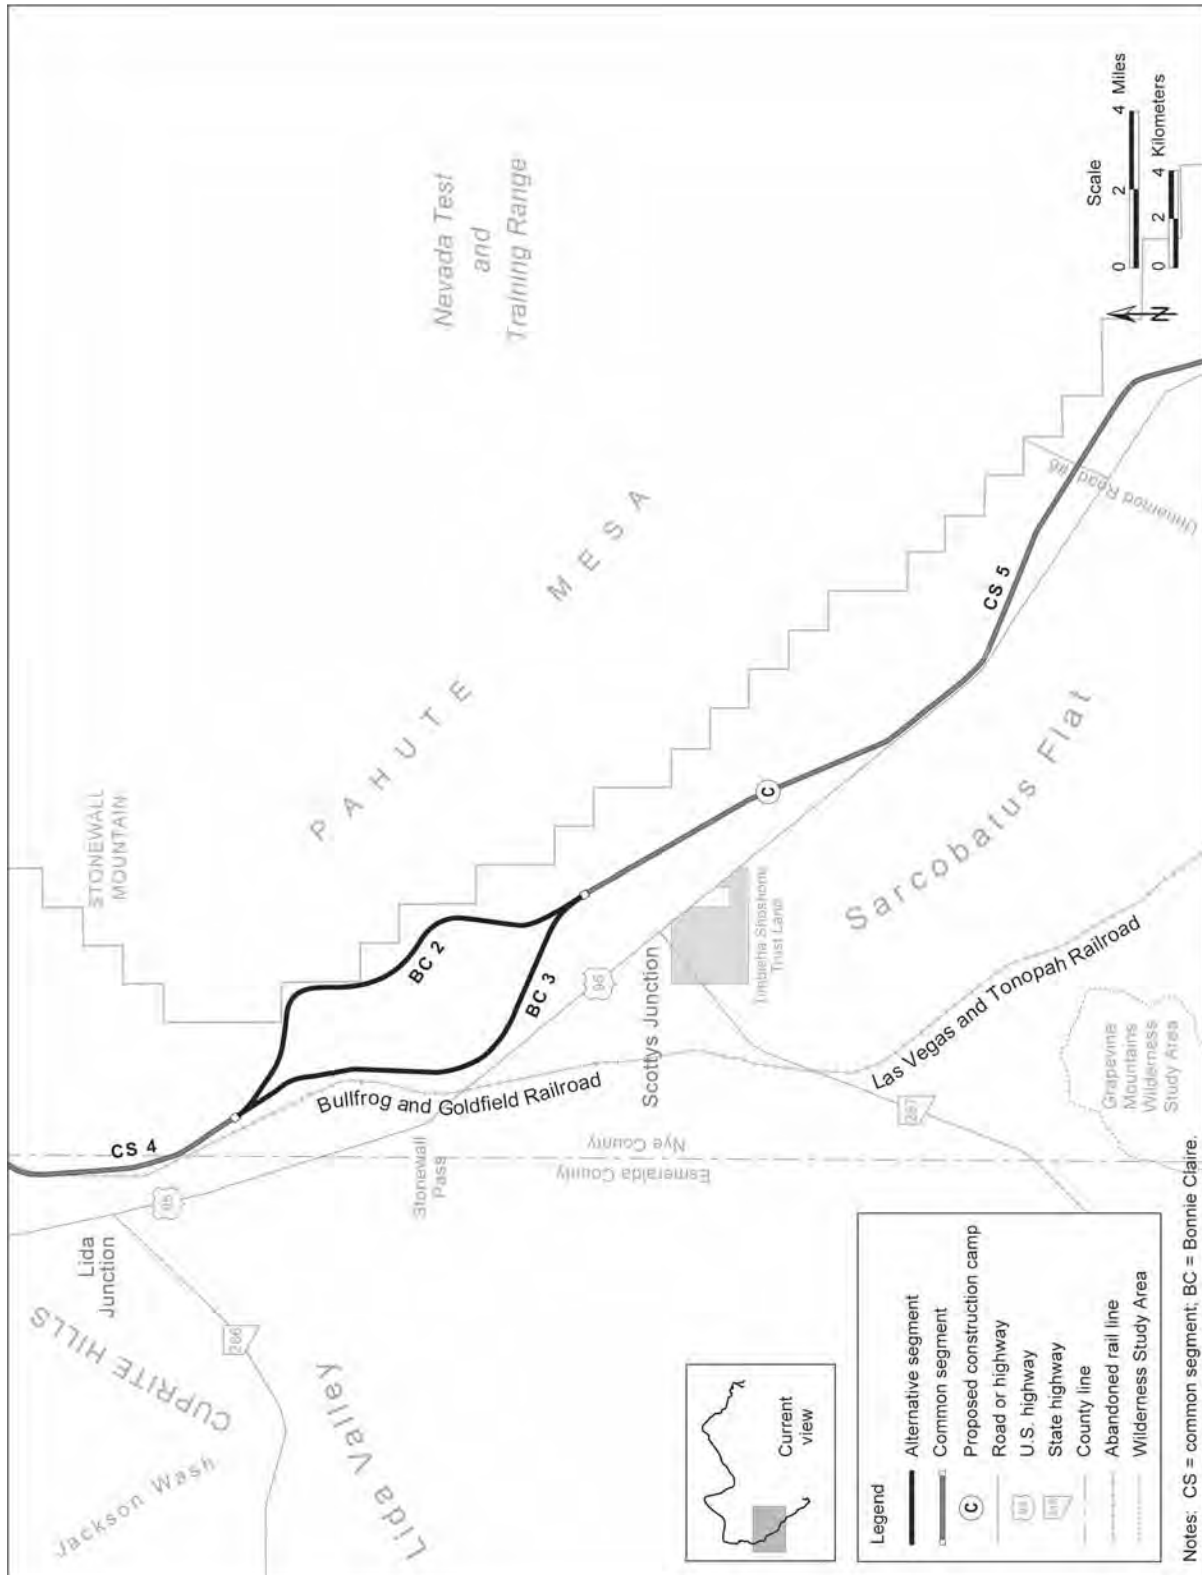 STONEWALL
MOUNTAIN
Nevada Test
and
Training Range
PAHUTE
MESA
CS 4
BC 2
BC 3
CS 5
C
Lida
Junction
95
CUPRITE HILLS
266
Jackson Wash
Lida Valley
Stonewall
Pass
Bullfrog and Goldfield Railroad
Nye County
Esmeralda County
95
Scottys Junction
Timbisha Shoshone
Trust Land
267
Las Vegas and Tonopah Railroad
Sarcobatus Flat
Grapevine
Mountains
Wilderness
Study Area
Unnamed Road #6
N
Scale
0 2 4 Miles
0 2 4 Kilometers
Current
view
Legend
Alternative segment
Common segment
C Proposed construction camp
Road or highway
U.S. highway
State highway
County line
Abandoned rail line
Wilderness Study Area
Notes: CS = common segment; BC = Bonnie Claire.